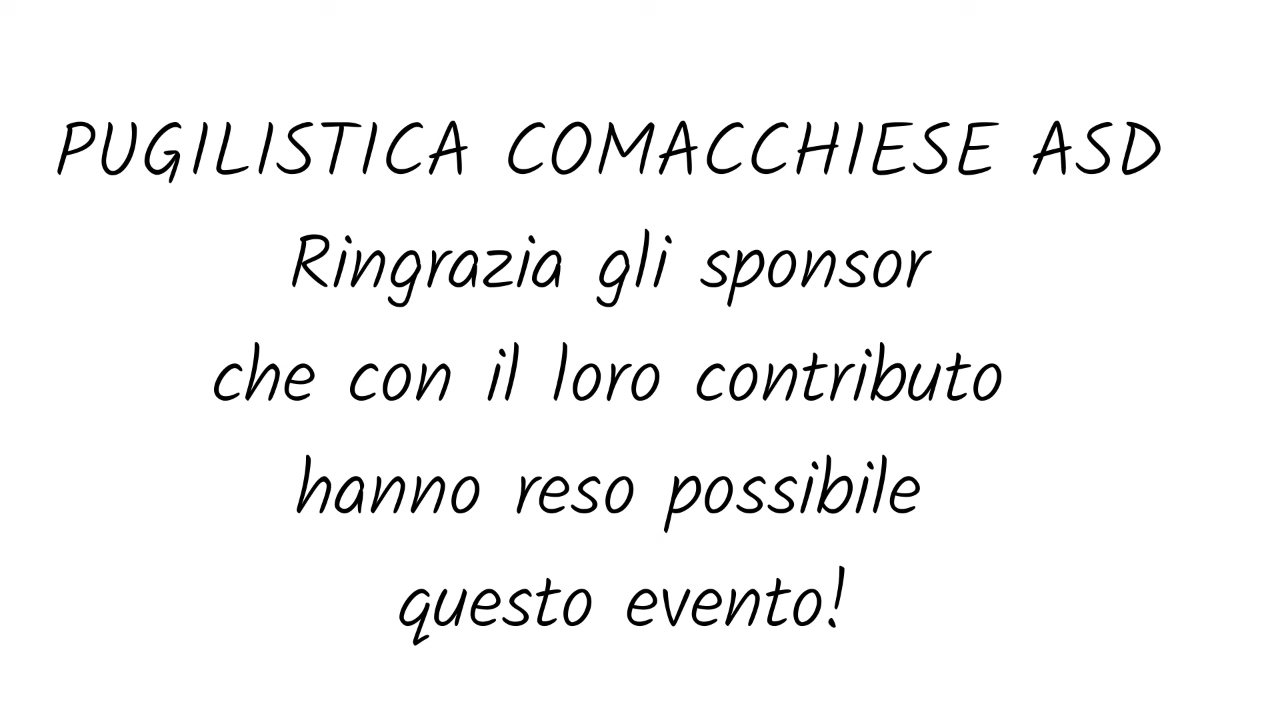 PUGILISTICA COMACCHIESE ASD
Ringrazia gli sponsor
che con il loro contributo
hanno reso possibile
questo evento!